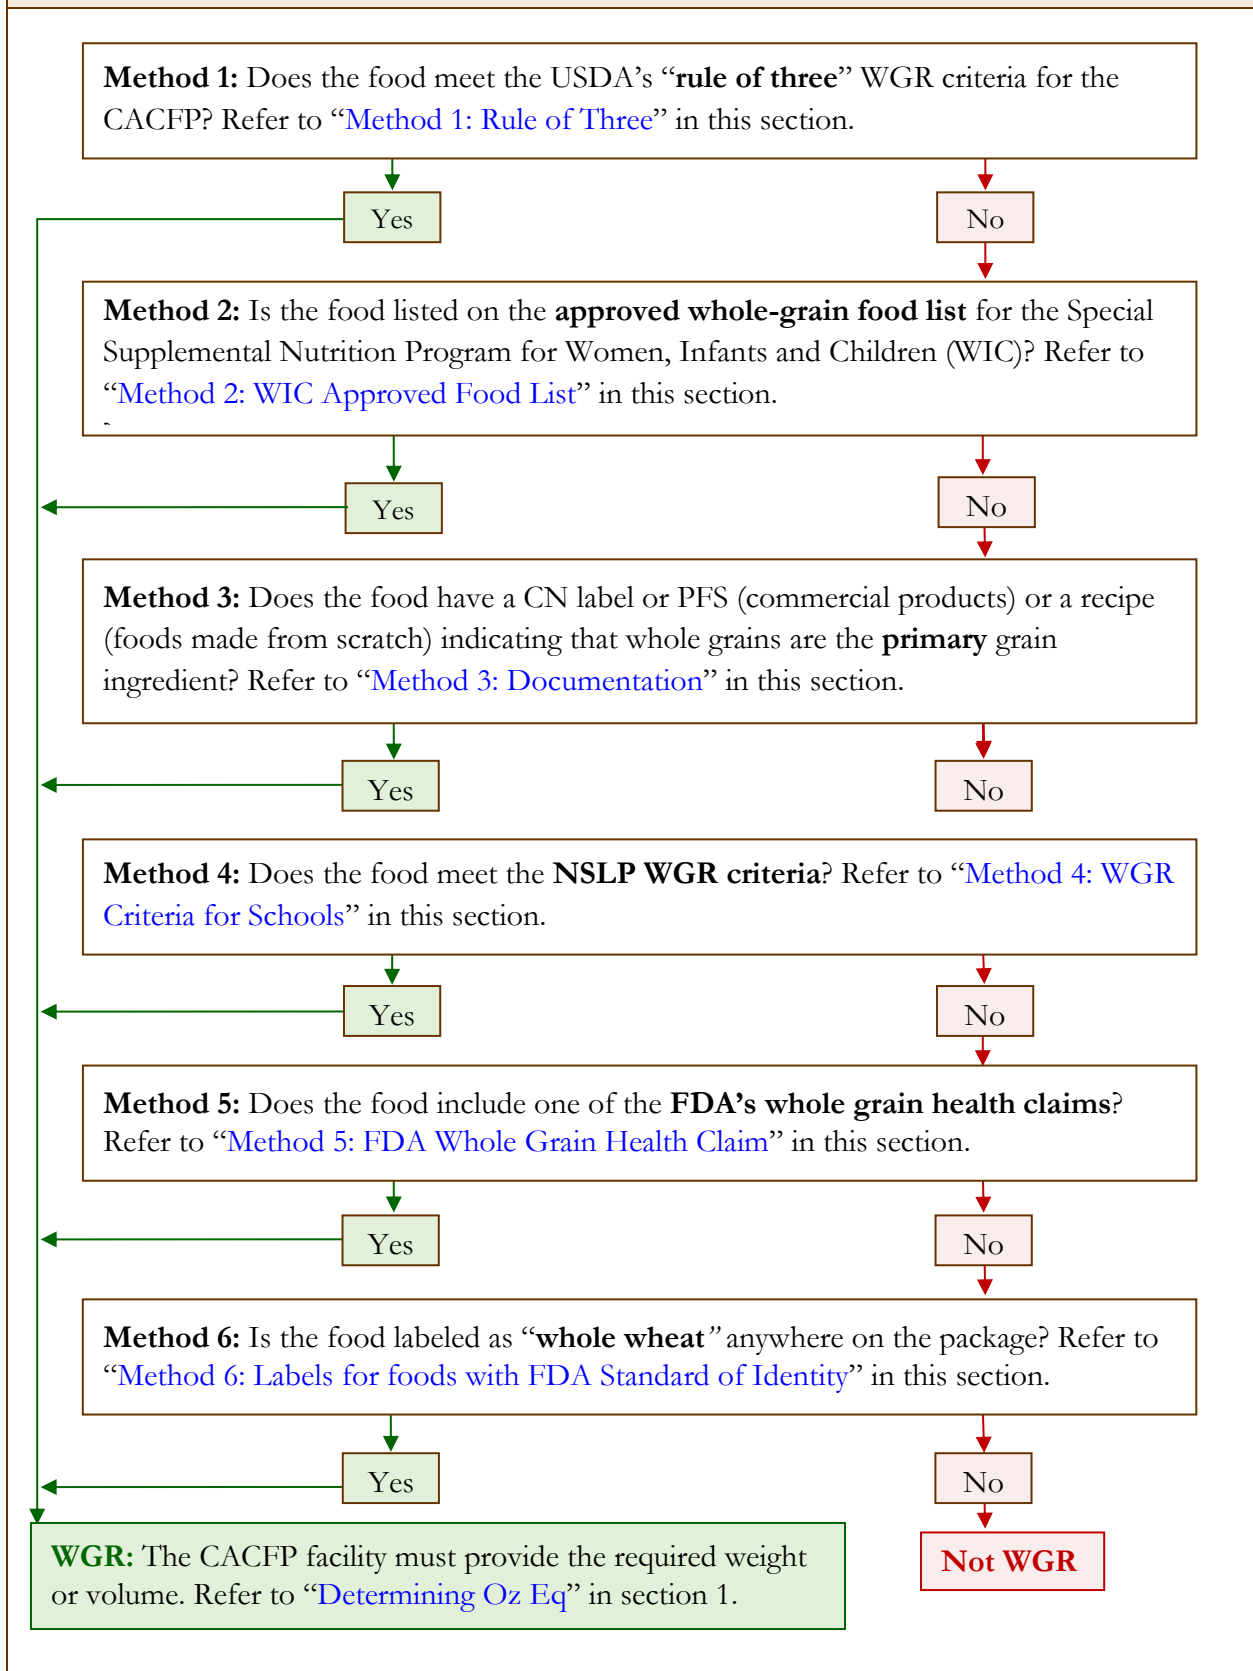 Method 1: Does the food meet the USDA's “rule of three” WGR criteria for the
CACFP? Refer to “Method 1: Rule of Three” in this section.
Yes
No
Method 2: Is the food listed on the approved whole-grain food list for the Special
Supplemental Nutrition Program for Women, Infants and Children (WIC)? Refer to
“Method 2: WIC Approved Food List” in this section.
Yes
No
Method 3: Does the food have a CN label or PFS (commercial products) or a recipe
(foods made from scratch) indicating that whole grains are the primary grain
ingredient? Refer to “Method 3: Documentation” in this section.
Yes
No
Method 4: Does the food meet the NSLP WGR criteria? Refer to “Method 4: WGR
Criteria for Schools” in this section.
Yes
No
Method 5: Does the food include one of the FDA’s whole grain health claims?
Refer to “Method 5: FDA Whole Grain Health Claim” in this section.
Yes
No
Method 6: Is the food labeled as “whole wheat” anywhere on the package? Refer to
“Method 6: Labels for foods with FDA Standard of Identity” in this section.
Yes
No
WGR: The CACFP facility must provide the required weight
or volume. Refer to “Determining Oz Eq” in section 1.
Not WGR